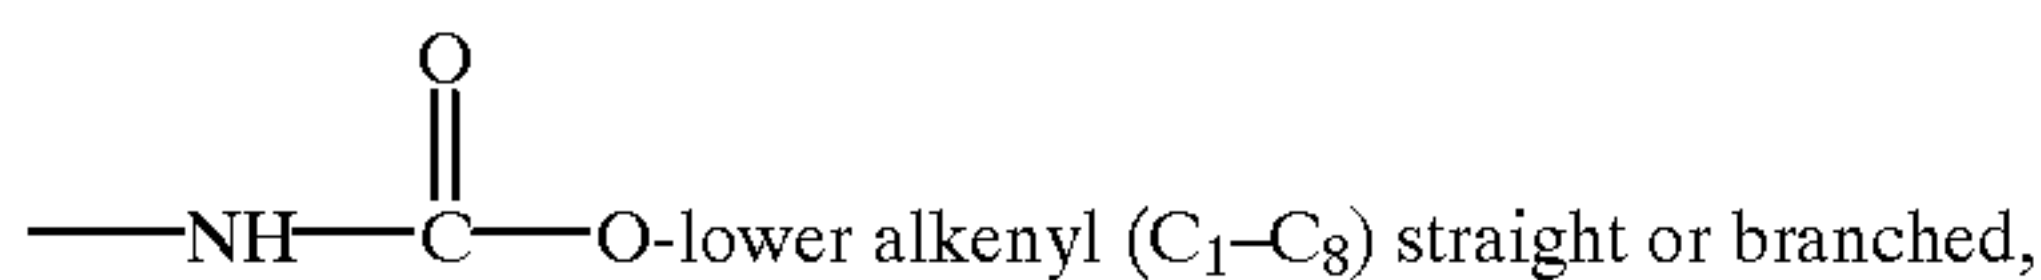 O
NH C O-lower alkenyl (C1–C8) straight or branched,